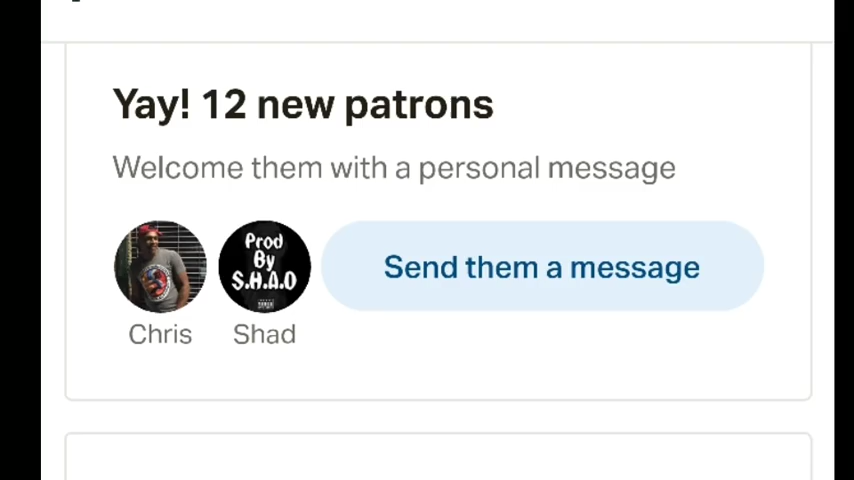 Yay! 12 new patrons
Welcome them with a personal message
Prod
By
S.H.A.D
Send them a message
Chris
Shad